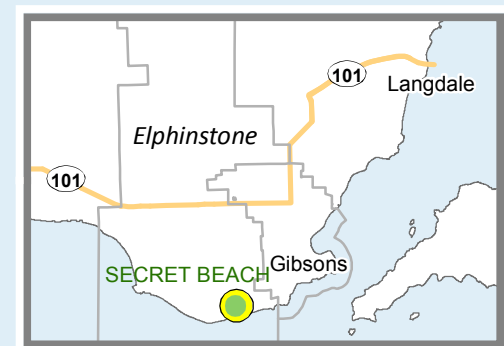 101
Langdale
Elphinstone
101
Gibsons
SECRET BEACH